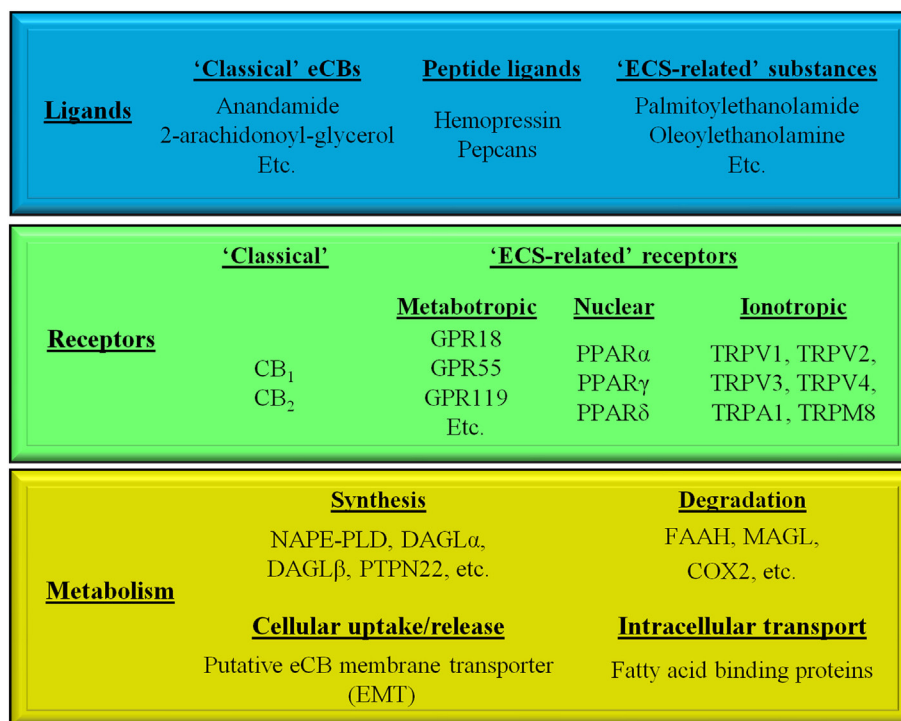 Ligands
‘Classical’ eCBs
Anandamide
2-arachidonoyl-glycerol
Etc.
Peptide ligands
Hemopressin
Pepcans
‘ECS-related’ substances
Palmitoylethanolamide
Oleoylethanolamine
Etc.
Receptors
‘Classical’
CB₁
CB₂
‘ECS-related’ receptors
Metabotropic
GPR18
GPR55
GPR119
Etc.
Nuclear
PPARα
PPARγ
PPARδ
Ionotropic
TRPV1, TRPV2,
TRPV3, TRPV4,
TRPA1, TRPM8
Metabolism
Synthesis
NAPE-PLD, DAGLα,
DAGLβ, PTPN22, etc.
Degradation
FAAH, MAGL,
COX2, etc.
Cellular uptake/release
Putative eCB membrane transporter
(EMT)
Intracellular transport
Fatty acid binding proteins